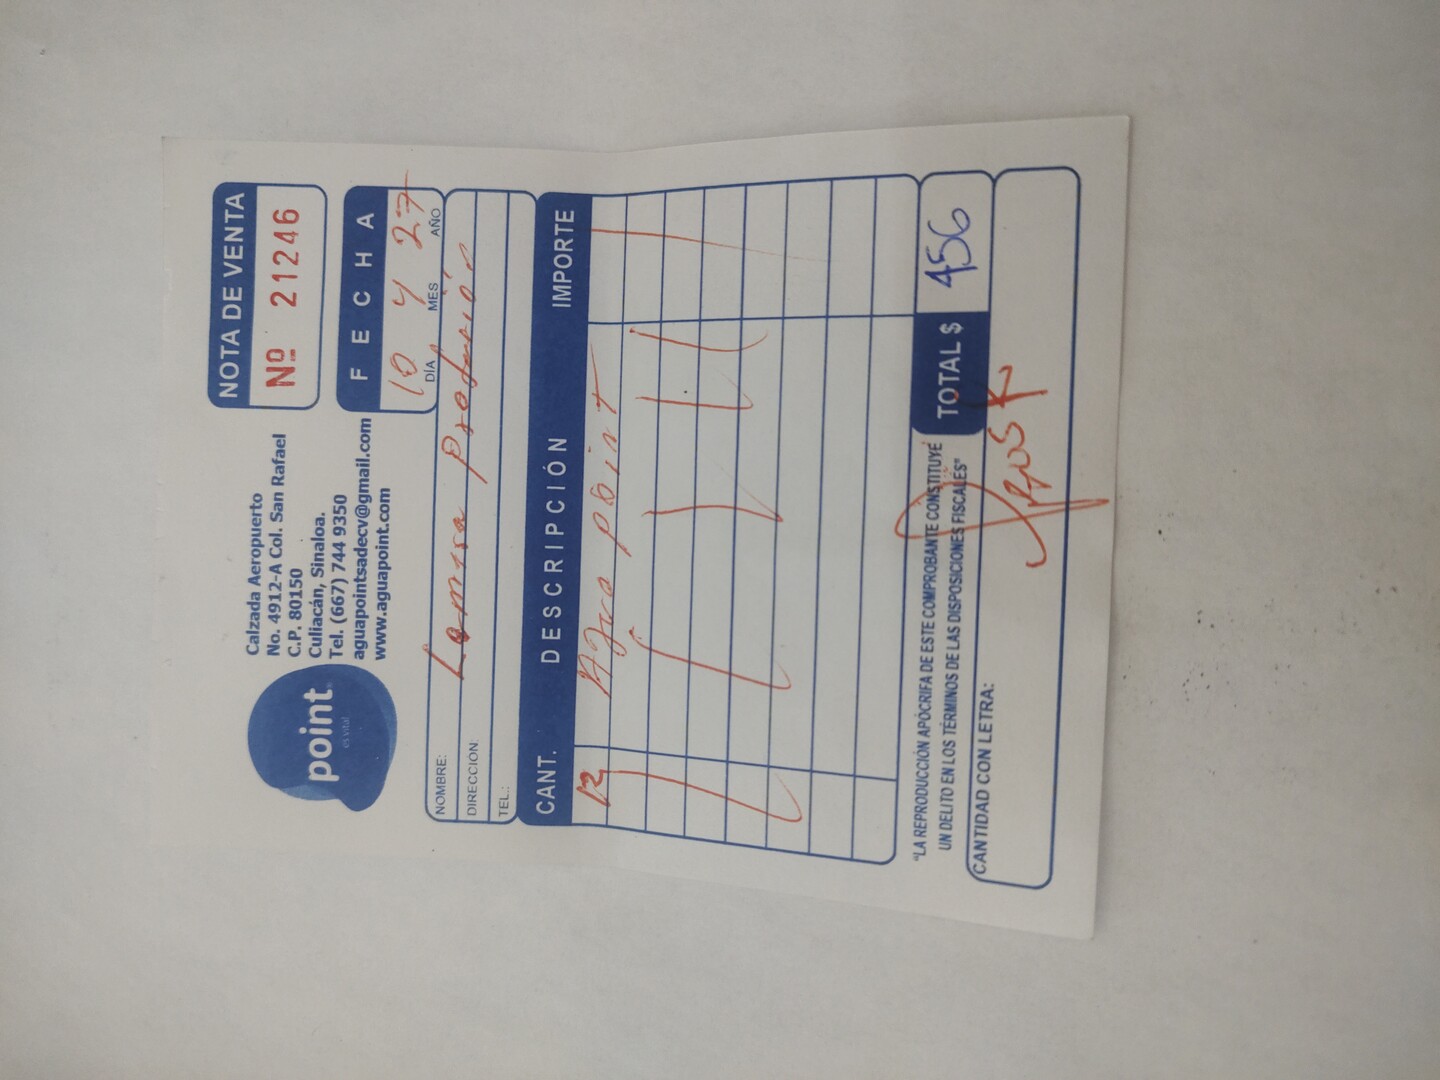 point
es vital
Calzada Aeropuerto
No. 4912-A Col. San Rafael
C.P. 80150
Culiacán, Sinaloa.
Tel. (667) 744 9350
aguapointsadecv@gmail.com
www.aguapoint.com
NOTA DE VENTA
Nº 21246
FECHA
10 4 27
DÍA MES AÑO
NOMBRE: Producción
DIRECCIÓN:
TEL.:
CANT. DESCRIPCIÓN IMPORTE
12 Agua point
"LA REPRODUCCIÓN APÓCRIFA DE ESTE COMPROBANTE CONSTITUYE
UN DELITO EN LOS TÉRMINOS DE LAS DISPOSICIONES FISCALES"
TOTAL $ 456
CANTIDAD CON LETRA: